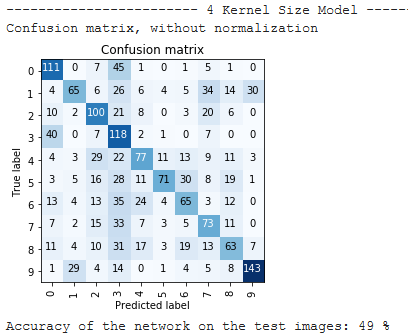 ------------------------ 4 Kernel Size Model -----
Confusion matrix, without normalization
Confusion matrix
0 111 0 7 45 1 0 1 5 1 0
1 4 65 6 26 6 4 5 34 14 30
2 10 2 100 21 8 0 3 20 6 0
3 40 0 7 118 2 1 0 7 0 0
4 4 3 29 22 77 11 13 9 11 3
5 3 5 16 28 11 71 30 8 19 1
6 13 4 13 35 24 4 65 3 12 0
7 7 2 15 33 7 3 5 73 11 0
8 11 4 10 31 17 3 19 13 63 7
9 1 29 4 14 0 1 4 5 8 143
True label
0 1 2 3 4 5 6 7 8 9
Predicted label
Accuracy of the network on the test images: 49 %